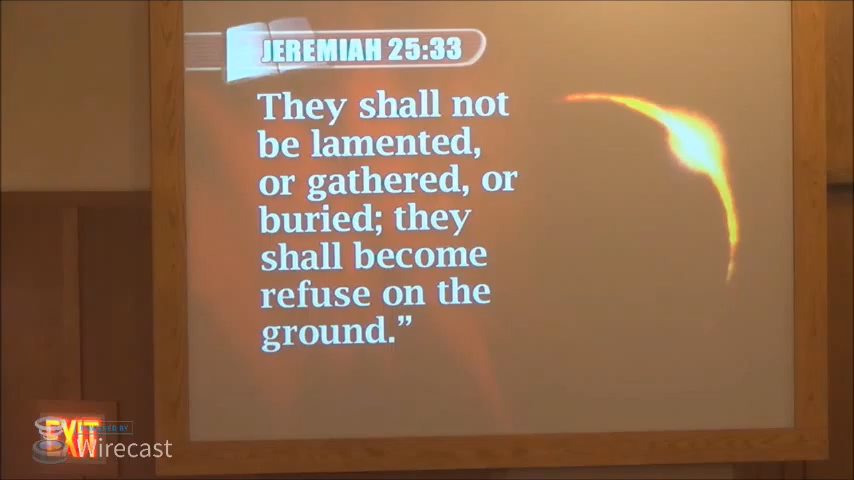 JEREMIAH 25:33
They shall not
be lamented,
or gathered, or
buried; they
shall become
refuse on the
ground.”
EXIT
Wirecast